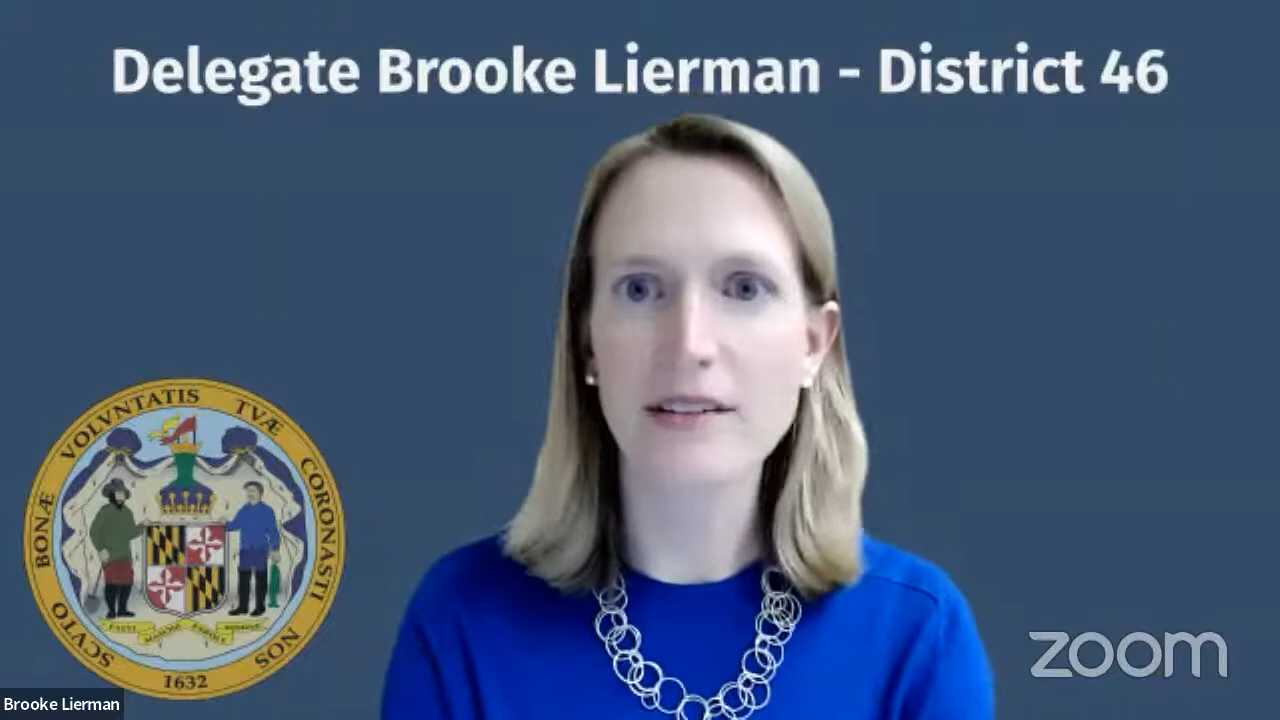 Delegate Brooke Lierman - District 46
SCVTO BONÆ VOLVNTATIS TVÆ CORONASTI NOS
1632
zoom
Brooke Lierman